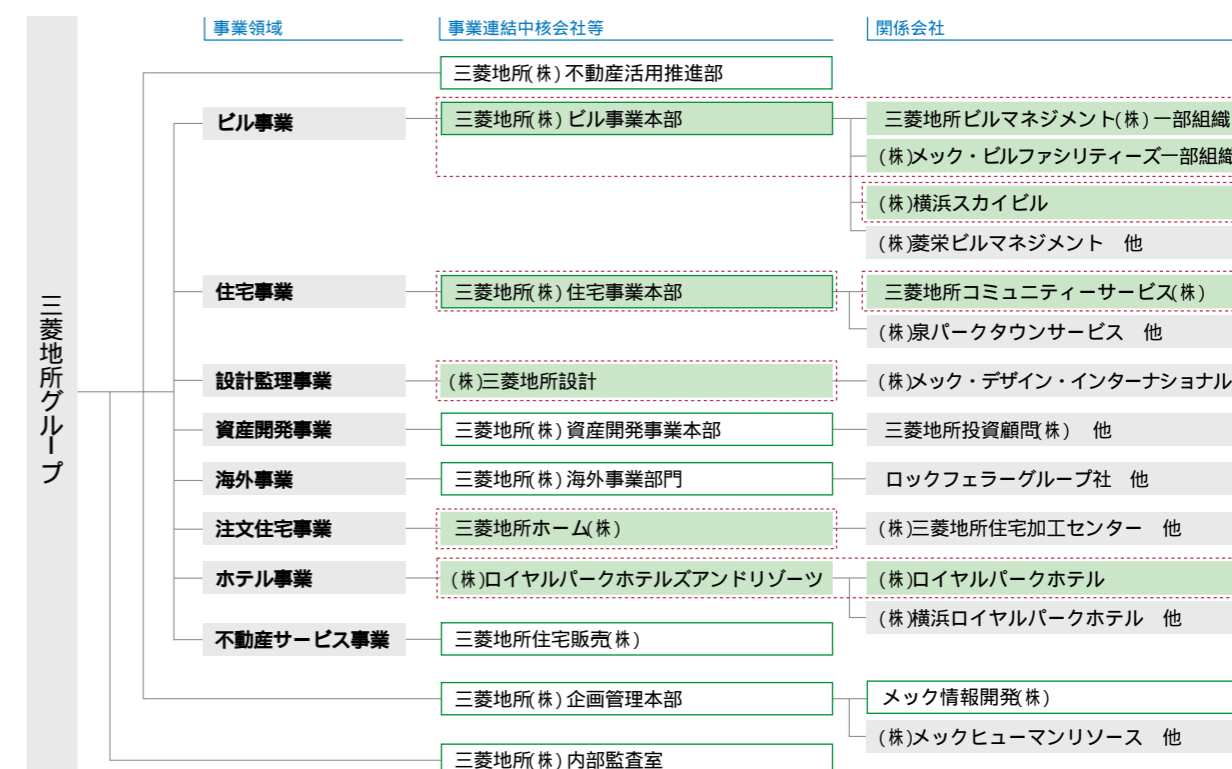 事業領域
事業連結中核会社等
関係会社
三菱地所グループ
三菱地所(株)不動産活用推進部
ビル事業
三菱地所(株)ビル事業本部
三菱地所ビルマネジメント(株)一部組織
(株)メック・ビルファシリティーズ一部組織
(株)横浜スカイビル
(株)菱栄ビルマネジメント 他
住宅事業
三菱地所(株)住宅事業本部
三菱地所コミュニティーサービス(株)
(株)泉パークタウンサービス 他
設計監理事業
(株)三菱地所設計
(株)メック・デザイン・インターナショナル
資産開発事業
三菱地所(株)資産開発事業本部
三菱地所投資顧問(株) 他
海外事業
三菱地所(株)海外事業部門
ロックフェラーグループ社 他
注文住宅事業
三菱地所ホーム(株)
(株)三菱地所住宅加工センター 他
ホテル事業
(株)ロイヤルパークホテルズアンドリゾーツ
(株)ロイヤルパークホテル
(株)横浜ロイヤルパークホテル 他
不動産サービス事業
三菱地所住宅販売(株)
三菱地所(株)企画管理本部
メック情報開発(株)
(株)メックヒューマンリソース 他
三菱地所(株)内部監査室